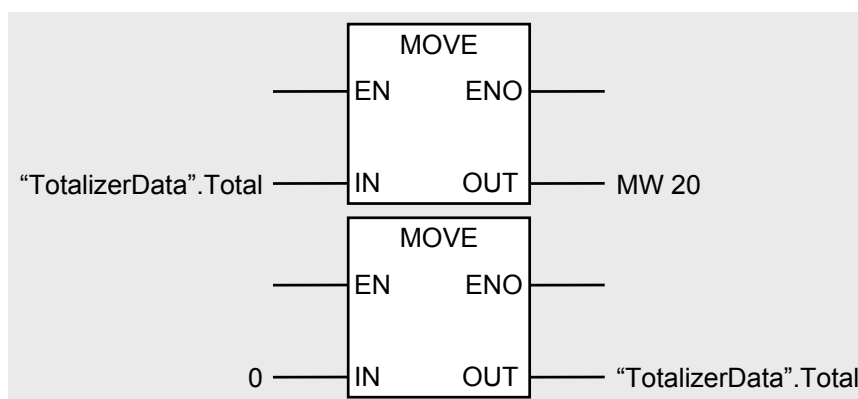 MOVE
EN ENO
“TotalizerData”.Total IN OUT MW 20
MOVE
EN ENO
0 IN OUT “TotalizerData”.Total